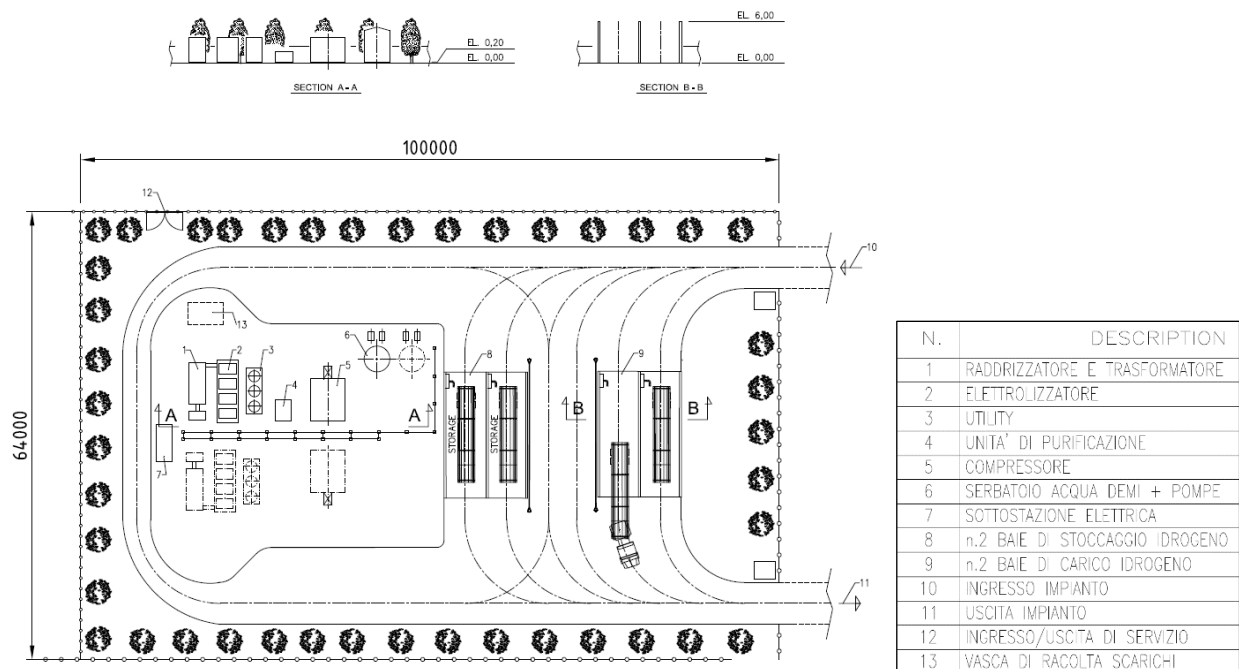 EL. 6,00
EL. 0,20
EL. 0,00
EL. 0,00
SECTION A-A
SECTION B-B
100000
64000
12
10
13
6
1
2
3
4
5
8
9
A
A
B
B
STORAGE
STORAGE
7
11
N. DESCRIPTION
1 RADDRIZZATORE E TRASFORMATORE
2 ELETTROLIZZATORE
3 UTILITY
4 UNITA' DI PURIFICAZIONE
5 COMPRESSORE
6 SERBATOIO ACQUA DEMI + POMPE
7 SOTTOSTAZIONE ELETTRICA
8 n.2 BAIE DI STOCCAGGIO IDROGENO
9 n.2 BAIE DI CARICO IDROGENO
10 INGRESSO IMPIANTO
11 USCITA IMPIANTO
12 INGRESSO/USCITA DI SERVIZIO
13 VASCA DI RACOLTA SCARICHI